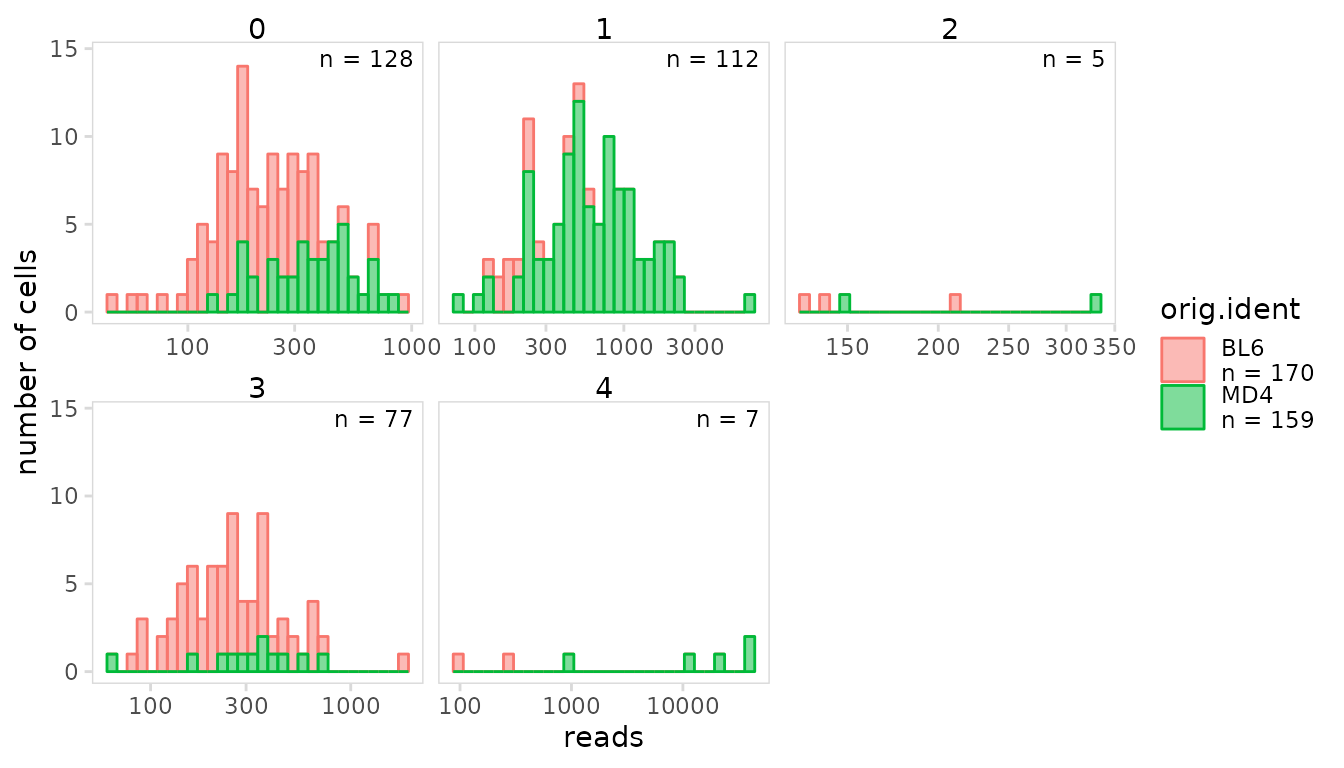 0
1
2
n = 128
n = 112
n = 5
15
10
5
0
100 300 1000
100 300 1000 3000
150 200 250 300 350
3
4
n = 77
n = 7
15
10
5
0
100 300 1000
100 1000 10000
reads
number of cells
orig.ident
BL6
n = 170
MD4
n = 159